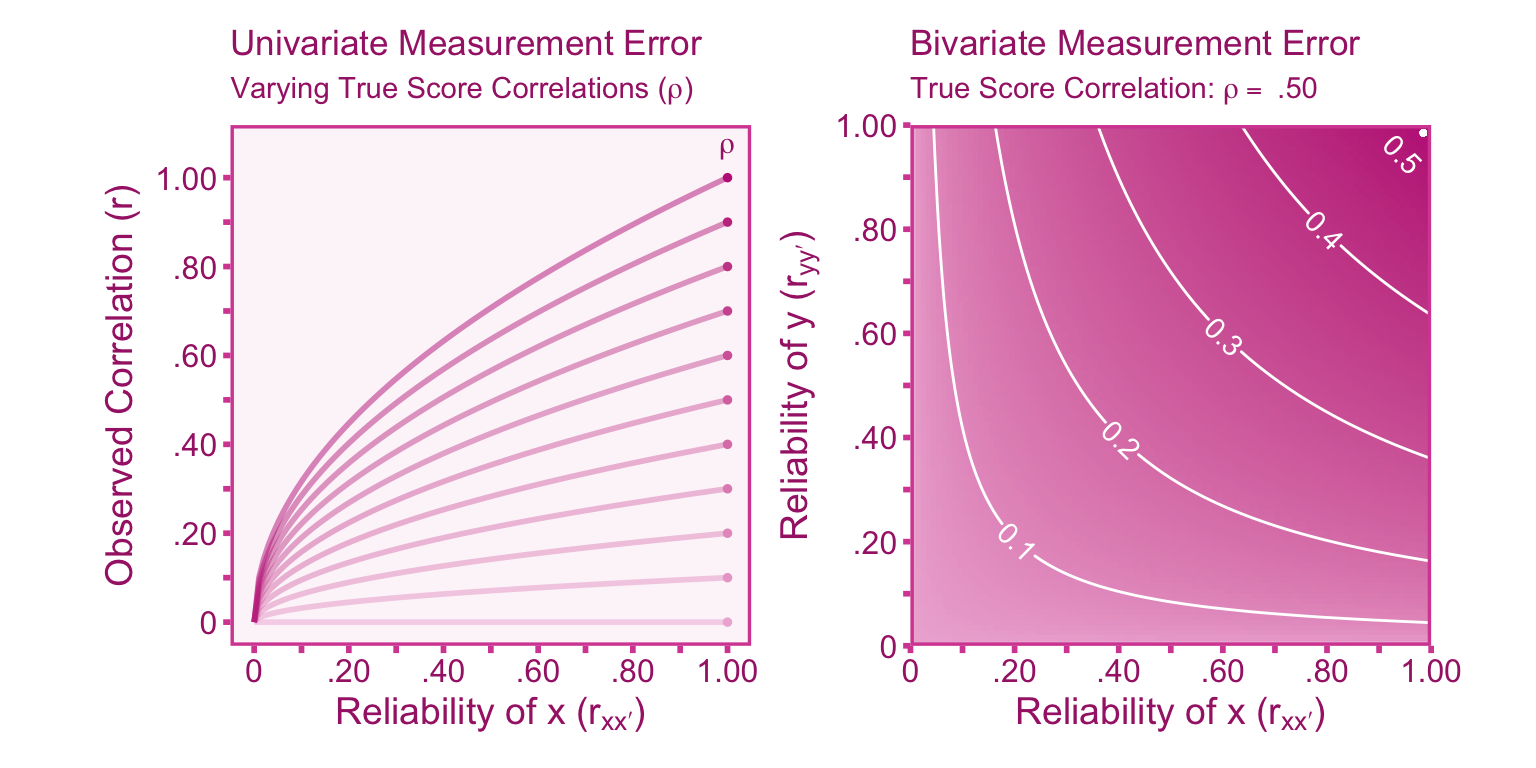 Univariate Measurement Error
Varying True Score Correlations (ρ)
Observed Correlation (r)
1.00
.80
.60
.40
.20
0
ρ
0 .20 .40 .60 .80 1.00
Reliability of x (rxx′)
Bivariate Measurement Error
True Score Correlation: ρ = .50
Reliability of y (ryy′)
1.00
.80
.60
.40
.20
0
0.5
0.4
0.3
0.2
0.1
0 .20 .40 .60 .80 1.00
Reliability of x (rxx′)